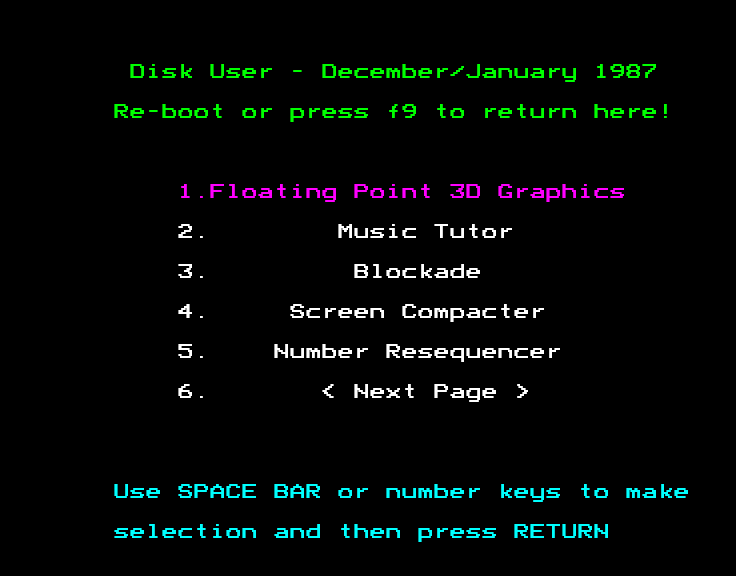 Disk User - December/January 1987
Re-boot or press f9 to return here!
1.Floating Point 3D Graphics
2. Music Tutor
3. Blockade
4. Screen Compacter
5. Number Resequencer
6. < Next Page >
Use SPACE BAR or number keys to make
selection and then press RETURN